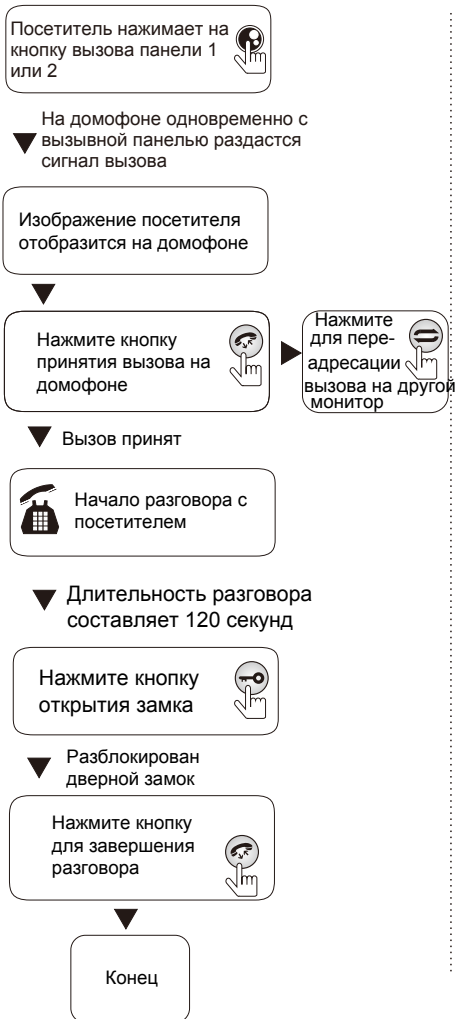 Посетитель нажимает на
кнопку вызова панели 1
или 2
На домофоне одновременно с
вызывной панелью раздастся
сигнал вызова
Изображение посетителя
отобразится на домофоне
Нажмите кнопку
принятия вызова на
домофоне
Нажмите
для пере-
адресации
вызова на другой
монитор
Вызов принят
Начало разговора с
посетителем
Длительность разговора
составляет 120 секунд
Нажмите кнопку
открытия замка
Разблокирован
дверной замок
Нажмите кнопку
для завершения
разговора
Конец